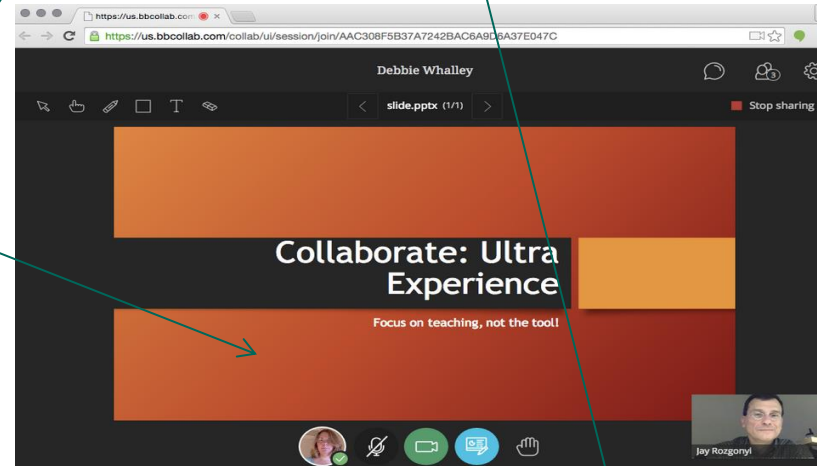 https://us.bbcollab.com
https://us.bbcollab.com/collab/ui/session/join/AAC308F5B37A7242BAC6A9D6A37E047C
Debbie Whalley
3
T
slide.pptx (1/1)
Stop sharing
Collaborate: Ultra
Experience
Focus on teaching, not the tool!
Jay Rozgonyi